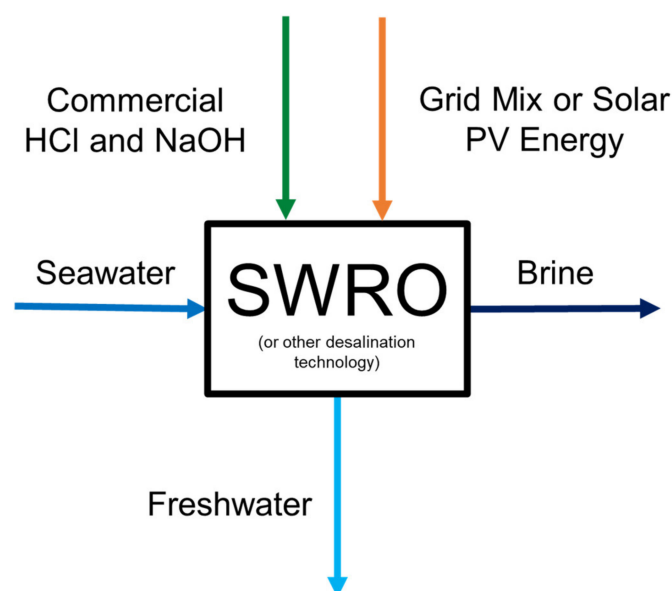 Commercial
HCl and NaOH
Grid Mix or Solar
PV Energy
Seawater
SWRO
(or other desalination
technology)
Brine
Freshwater